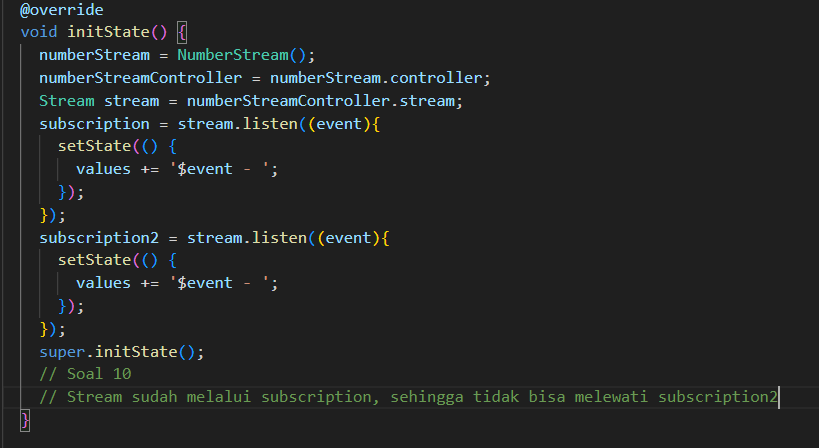 @override
void initState() {
  numberStream = NumberStream();
  numberStreamController = numberStream.controller;
  Stream stream = numberStreamController.stream;
  subscription = stream.listen((event){
    setState(() {
      values += '$event - ';
    });
  });
  subscription2 = stream.listen((event){
    setState(() {
      values += '$event - ';
    });
  });
  super.initState();
  // Soal 10
  // Stream sudah melalui subscription, sehingga tidak bisa melewati subscription2
}